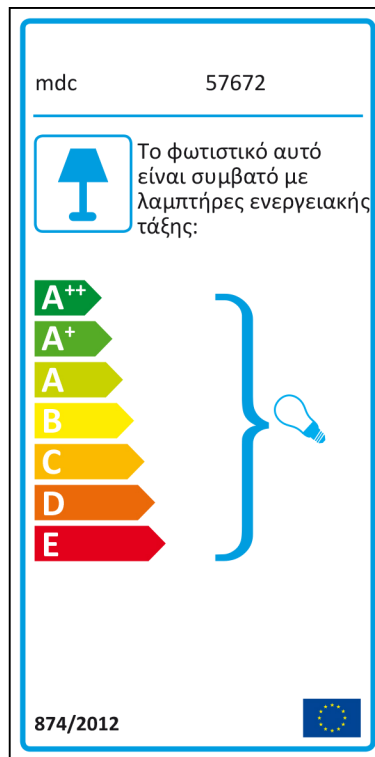 mdc 57672
Το φωτιστικό αυτό
είναι συμβατό με
λαμπτήρες ενεργειακής
τάξης:
A++
A+
A
B
C
D
E
874/2012